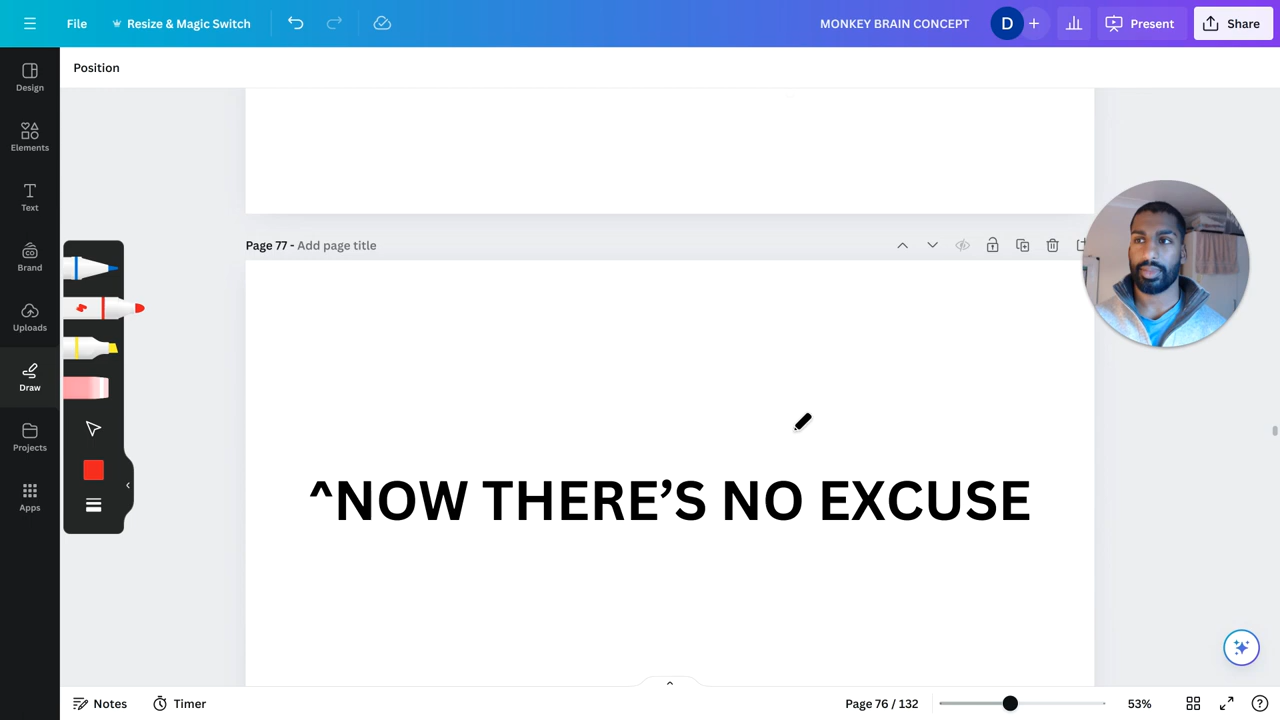 File
Resize & Magic Switch
MONKEY BRAIN CONCEPT
D
+
Present
Share
Position
Design
Elements
Text
Brand
Uploads
Draw
Projects
Apps
Page 77 - Add page title
^NOW THERE’S NO EXCUSE
Notes
Timer
Page 76 / 132
53%